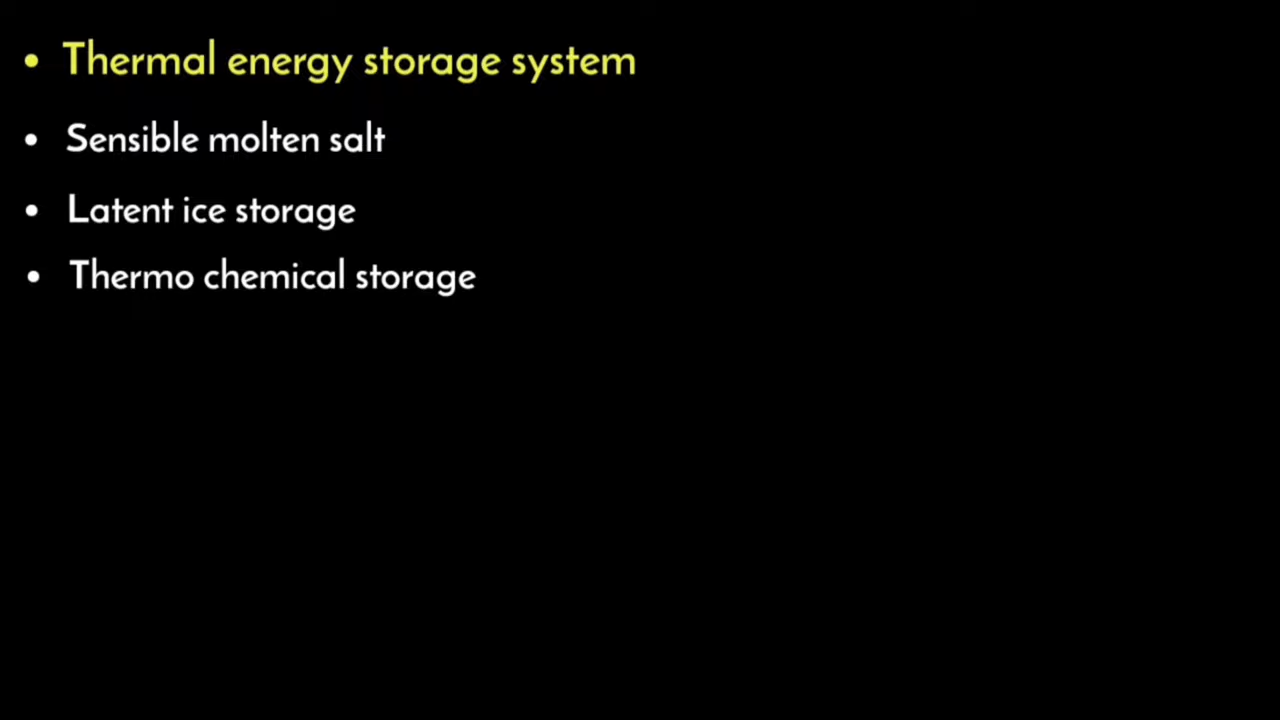 • Thermal energy storage system
• Sensible molten salt
• Latent ice storage
• Thermo chemical storage